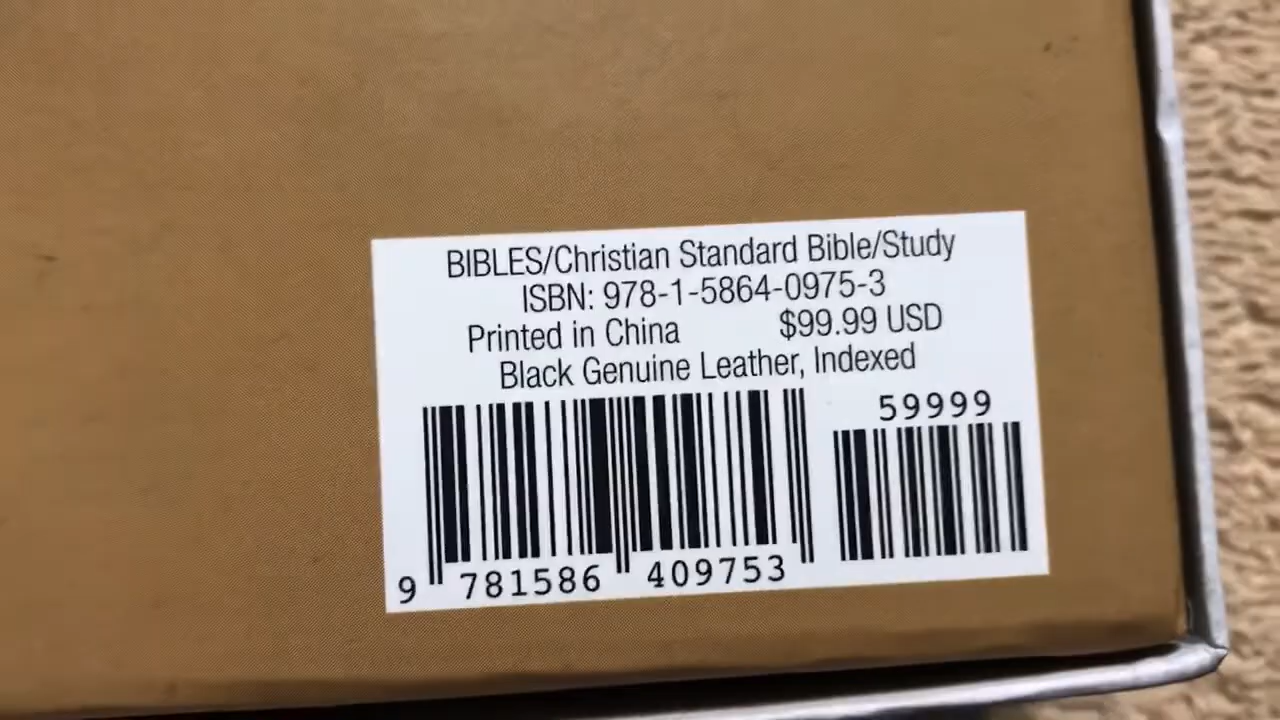 BIBLES/Christian Standard Bible/Study
ISBN: 978-1-5864-0975-3
Printed in China $99.99 USD
Black Genuine Leather, Indexed
59999
9 781586 409753